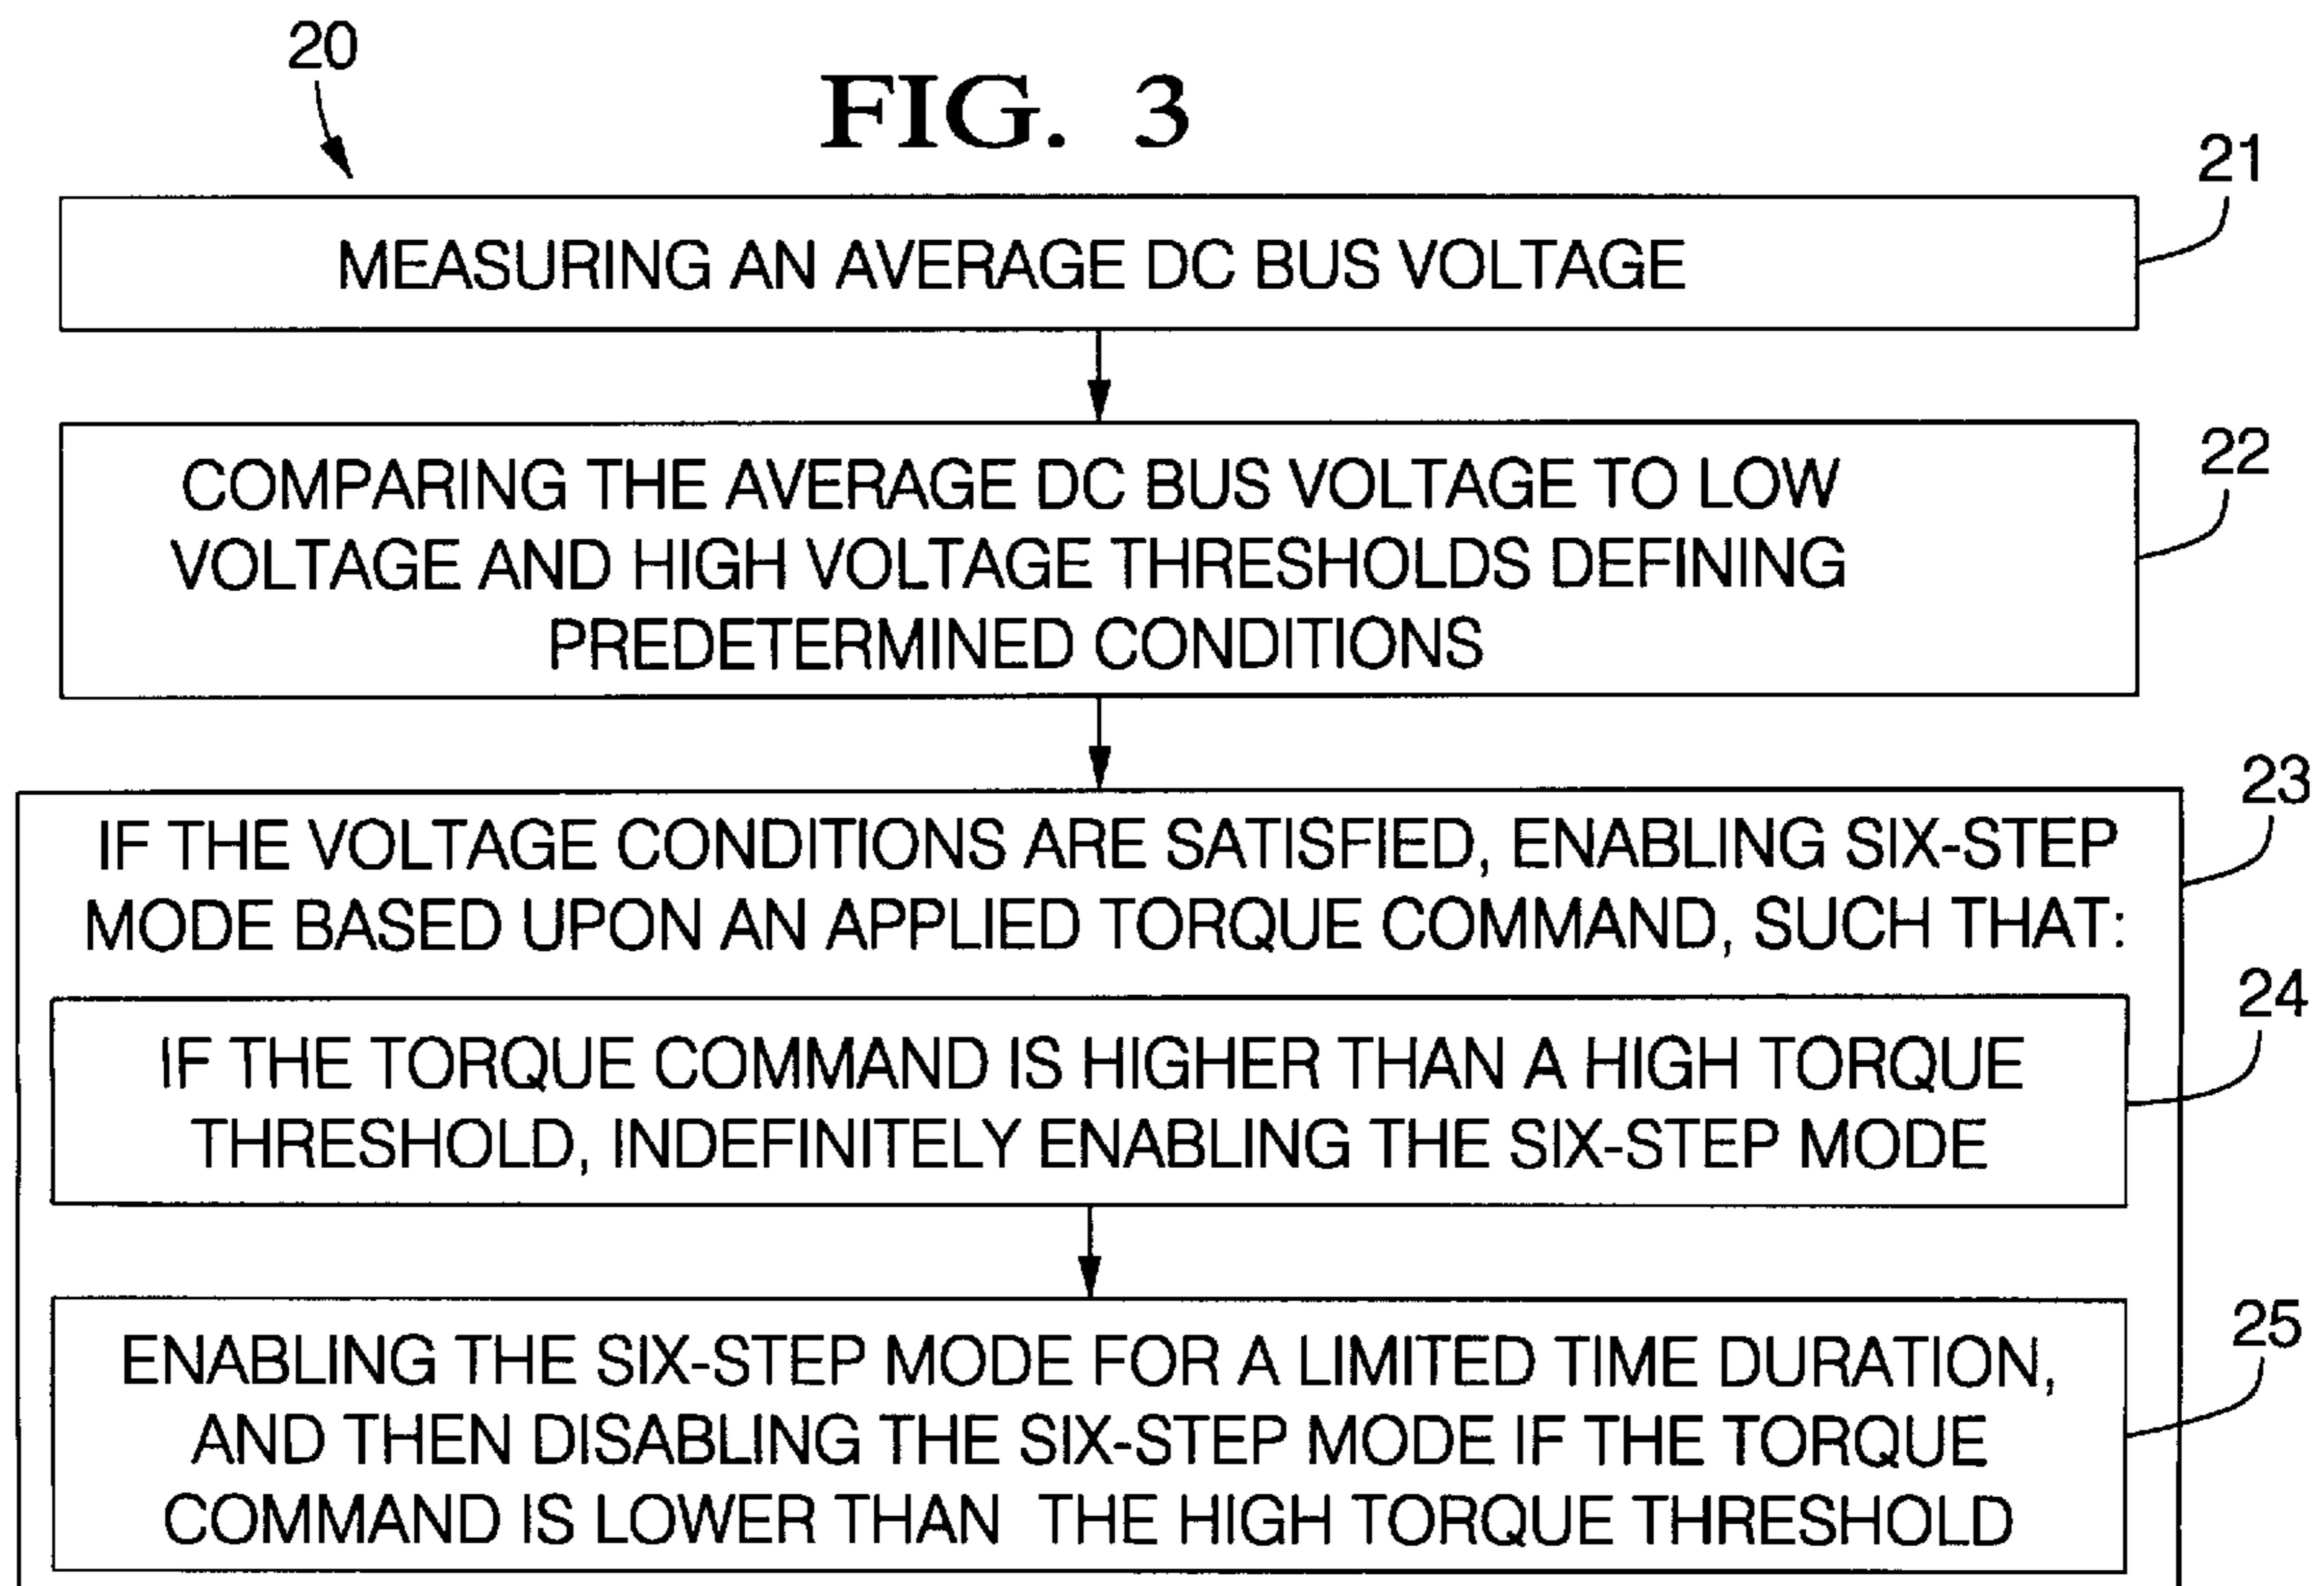 20
FIG. 3
21
MEASURING AN AVERAGE DC BUS VOLTAGE
22
COMPARING THE AVERAGE DC BUS VOLTAGE TO LOW
VOLTAGE AND HIGH VOLTAGE THRESHOLDS DEFINING
PREDETERMINED CONDITIONS
23
IF THE VOLTAGE CONDITIONS ARE SATISFIED, ENABLING SIX-STEP
MODE BASED UPON AN APPLIED TORQUE COMMAND, SUCH THAT:
24
IF THE TORQUE COMMAND IS HIGHER THAN A HIGH TORQUE
THRESHOLD, INDEFINITELY ENABLING THE SIX-STEP MODE
25
ENABLING THE SIX-STEP MODE FOR A LIMITED TIME DURATION,
AND THEN DISABLING THE SIX-STEP MODE IF THE TORQUE
COMMAND IS LOWER THAN THE HIGH TORQUE THRESHOLD